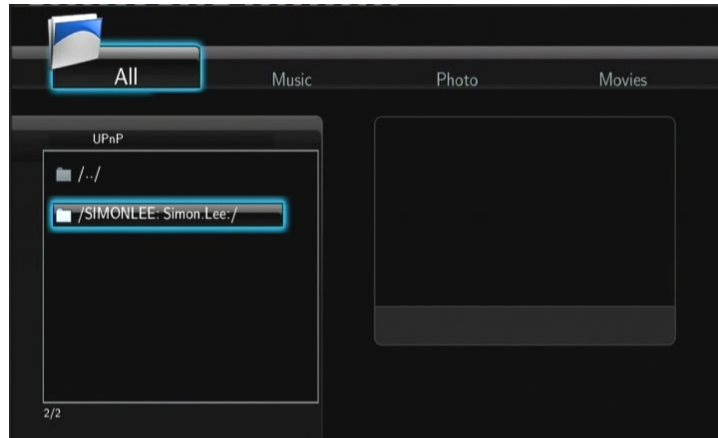 All
Music
Photo
Movies
UPnP
/../
/SIMONLEE: Simon.Lee:/
2/2